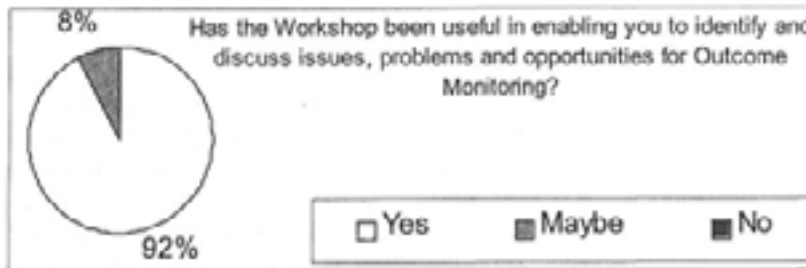 8%
Has the Workshop been useful in enabling you to identify and
discuss issues, problems and opportunities for Outcome
Monitoring?
92%
Yes
Maybe
No